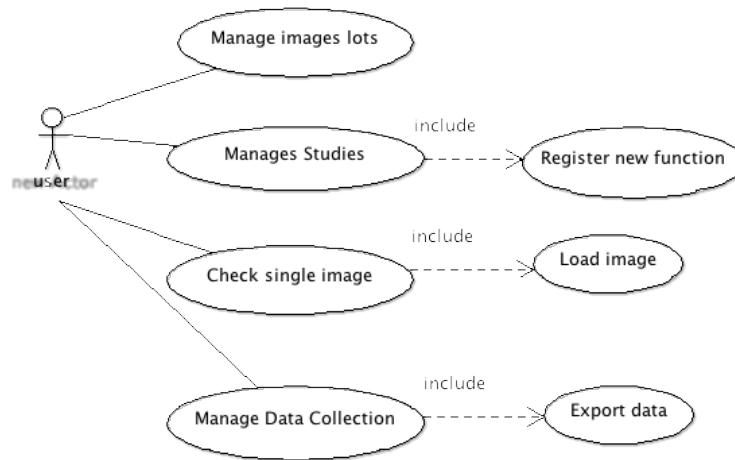 Manage images lots
include
Manages Studies
Register new function
user
include
Check single image
Load image
include
Manage Data Collection
Export data